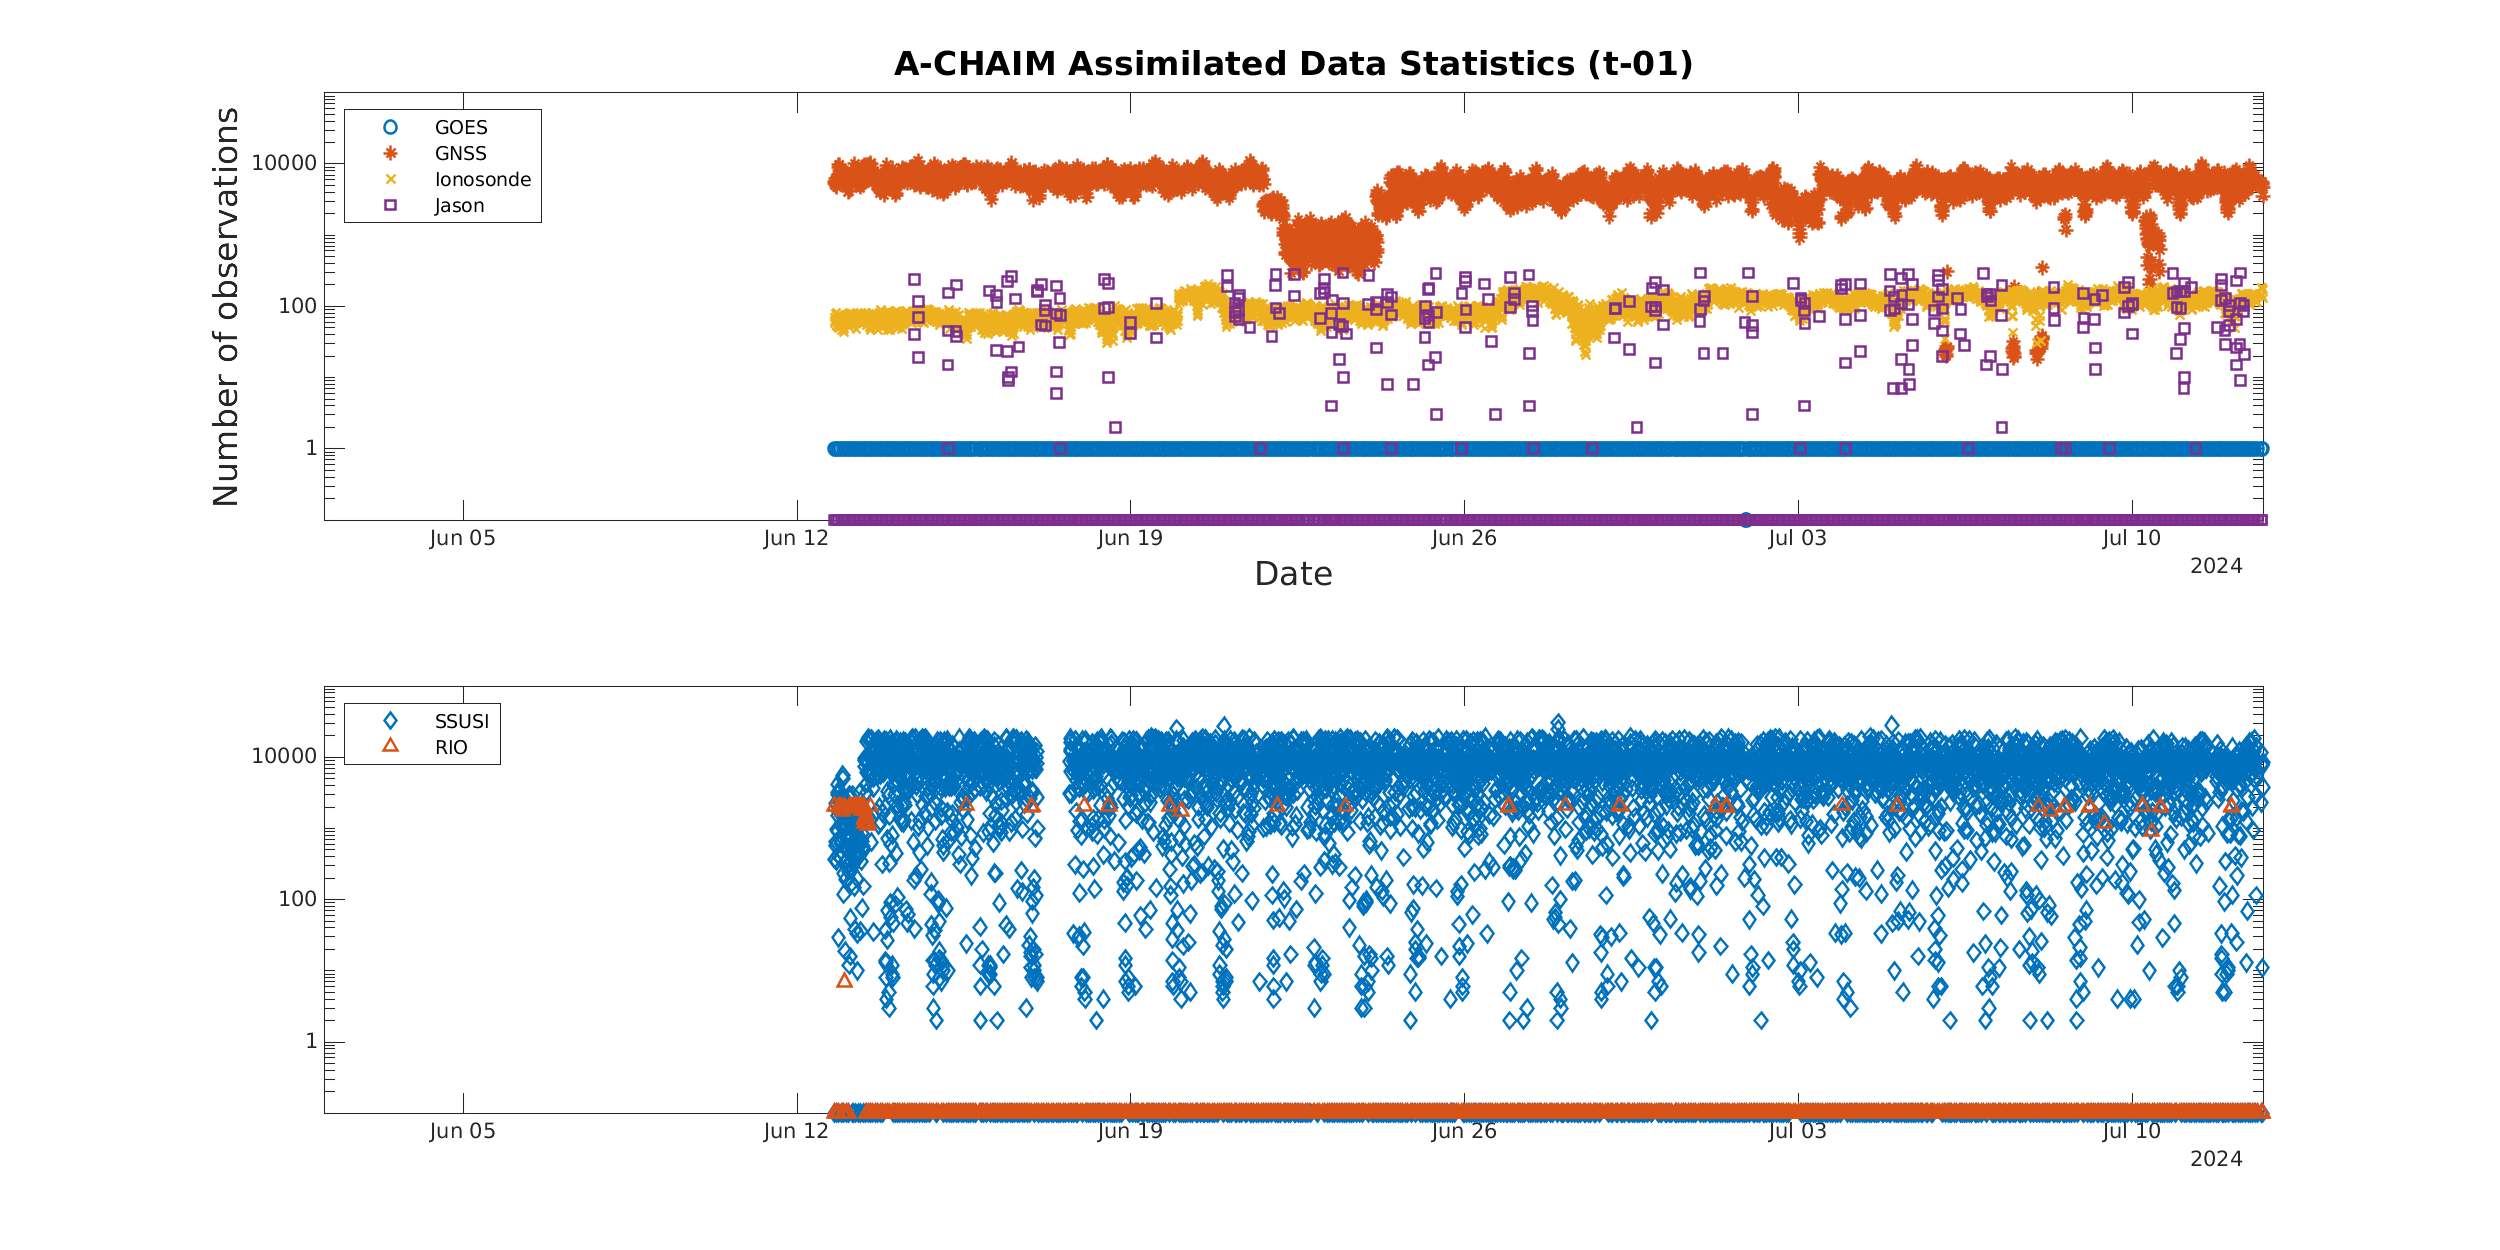 A-CHAIM Assimilated Data Statistics (t-01)
GOES
GNSS
Ionosonde
Jason
Number of observations
10000
100
1
Jun 05
Jun 12
Jun 19
Jun 26
Jul 03
Jul 10
2024
Date
SSUSI
RIO
10000
100
1
Jun 05
Jun 12
Jun 19
Jun 26
Jul 03
Jul 10
2024